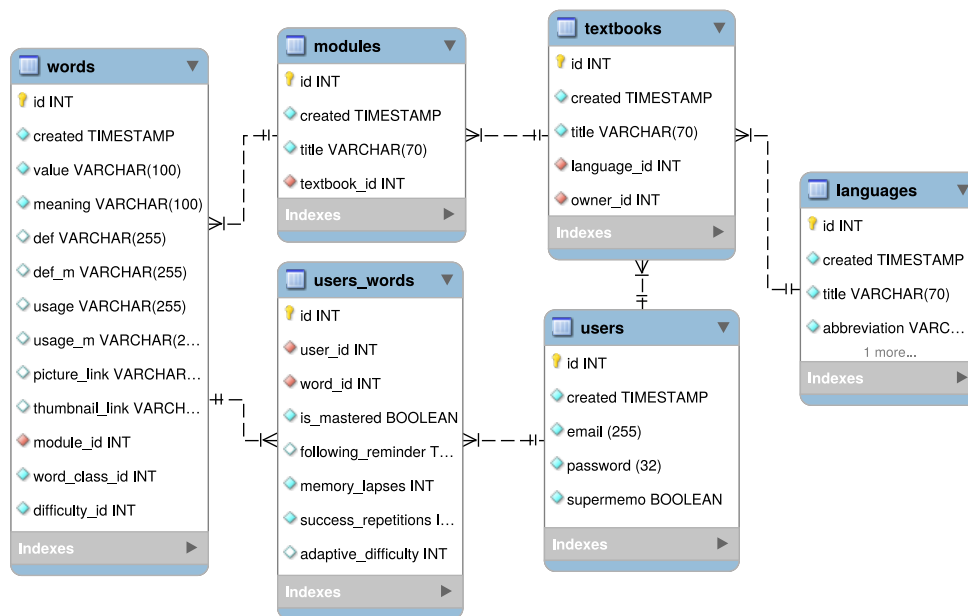 words
id INT
created TIMESTAMP
value VARCHAR(100)
meaning VARCHAR(100)
def VARCHAR(255)
def_m VARCHAR(255)
usage VARCHAR(255)
usage_m VARCHAR(2...
picture_link VARCHAR...
thumbnail_link VARCH...
module_id INT
word_class_id INT
difficulty_id INT
Indexes
modules
id INT
created TIMESTAMP
title VARCHAR(70)
textbook_id INT
Indexes
users_words
id INT
user_id INT
word_id INT
is_mastered BOOLEAN
following_reminder T...
memory_lapses INT
success_repetitions I...
adaptive_difficulty INT
Indexes
textbooks
id INT
created TIMESTAMP
title VARCHAR(70)
language_id INT
owner_id INT
Indexes
users
id INT
created TIMESTAMP
email (255)
password (32)
supermemo BOOLEAN
Indexes
languages
id INT
created TIMESTAMP
title VARCHAR(70)
abbreviation VARC...
1 more...
Indexes